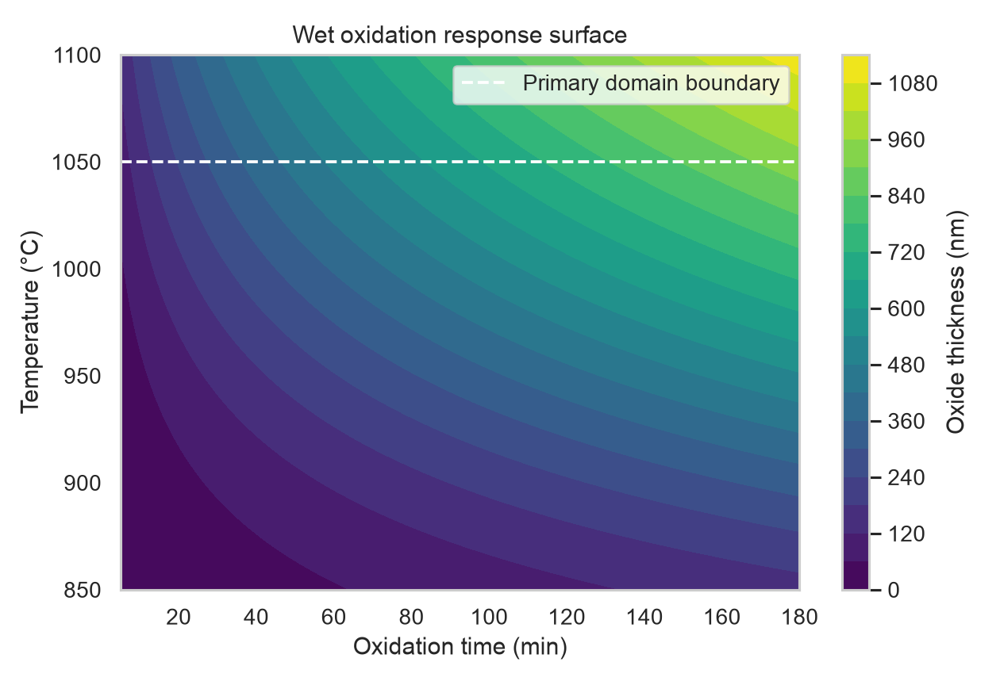 Wet oxidation response surface
1100
1050
1000
950
900
850
Temperature (°C)
Primary domain boundary
20 40 60 80 100 120 140 160 180
Oxidation time (min)
1080
960
840
720
600
480
360
240
120
0
Oxide thickness (nm)